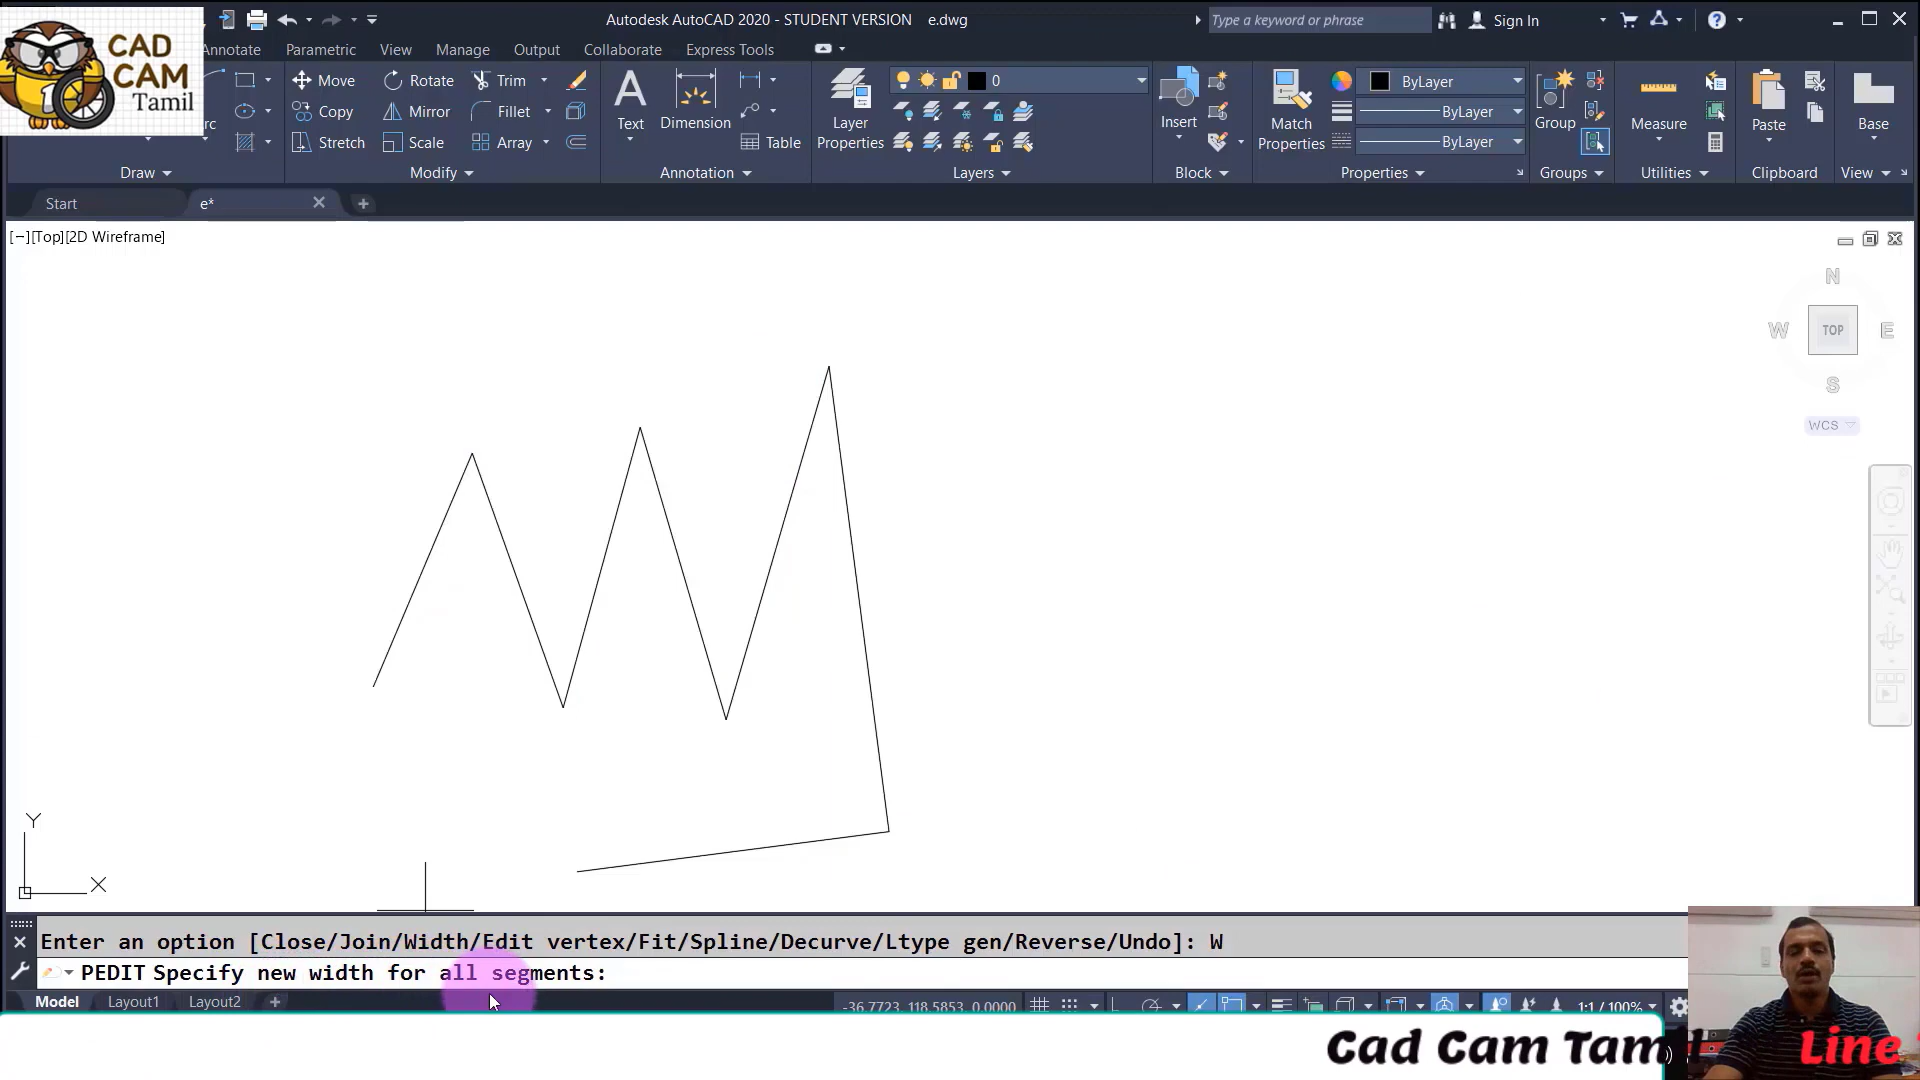 CAD
CAM
Tamil
Autodesk AutoCAD 2020 - STUDENT VERSION e.dwg
Type a keyword or phrase
Sign In
Annotate Parametric View Manage Output Collaborate Express Tools
Move Rotate Trim
Copy Mirror Fillet
Stretch Scale Array
Text
Dimension
Table
Layer
Properties
0
Insert
Match
Properties
ByLayer
ByLayer
ByLayer
Group
Measure
Paste
Base
Draw Modify Annotation Layers Block Properties Groups Utilities Clipboard View
Start e*
[−][Top][2D Wireframe]
N
W TOP E
S
WCS
Y
X
Enter an option [Close/Join/Width/Edit vertex/Fit/Spline/Decurve/Ltype gen/Reverse/Undo]: W
PEDIT Specify new width for all segments:
Model Layout1 Layout2
-36.7723, 118.5853, 0.0000
1:1 / 100%
Cad Cam Tam
Line